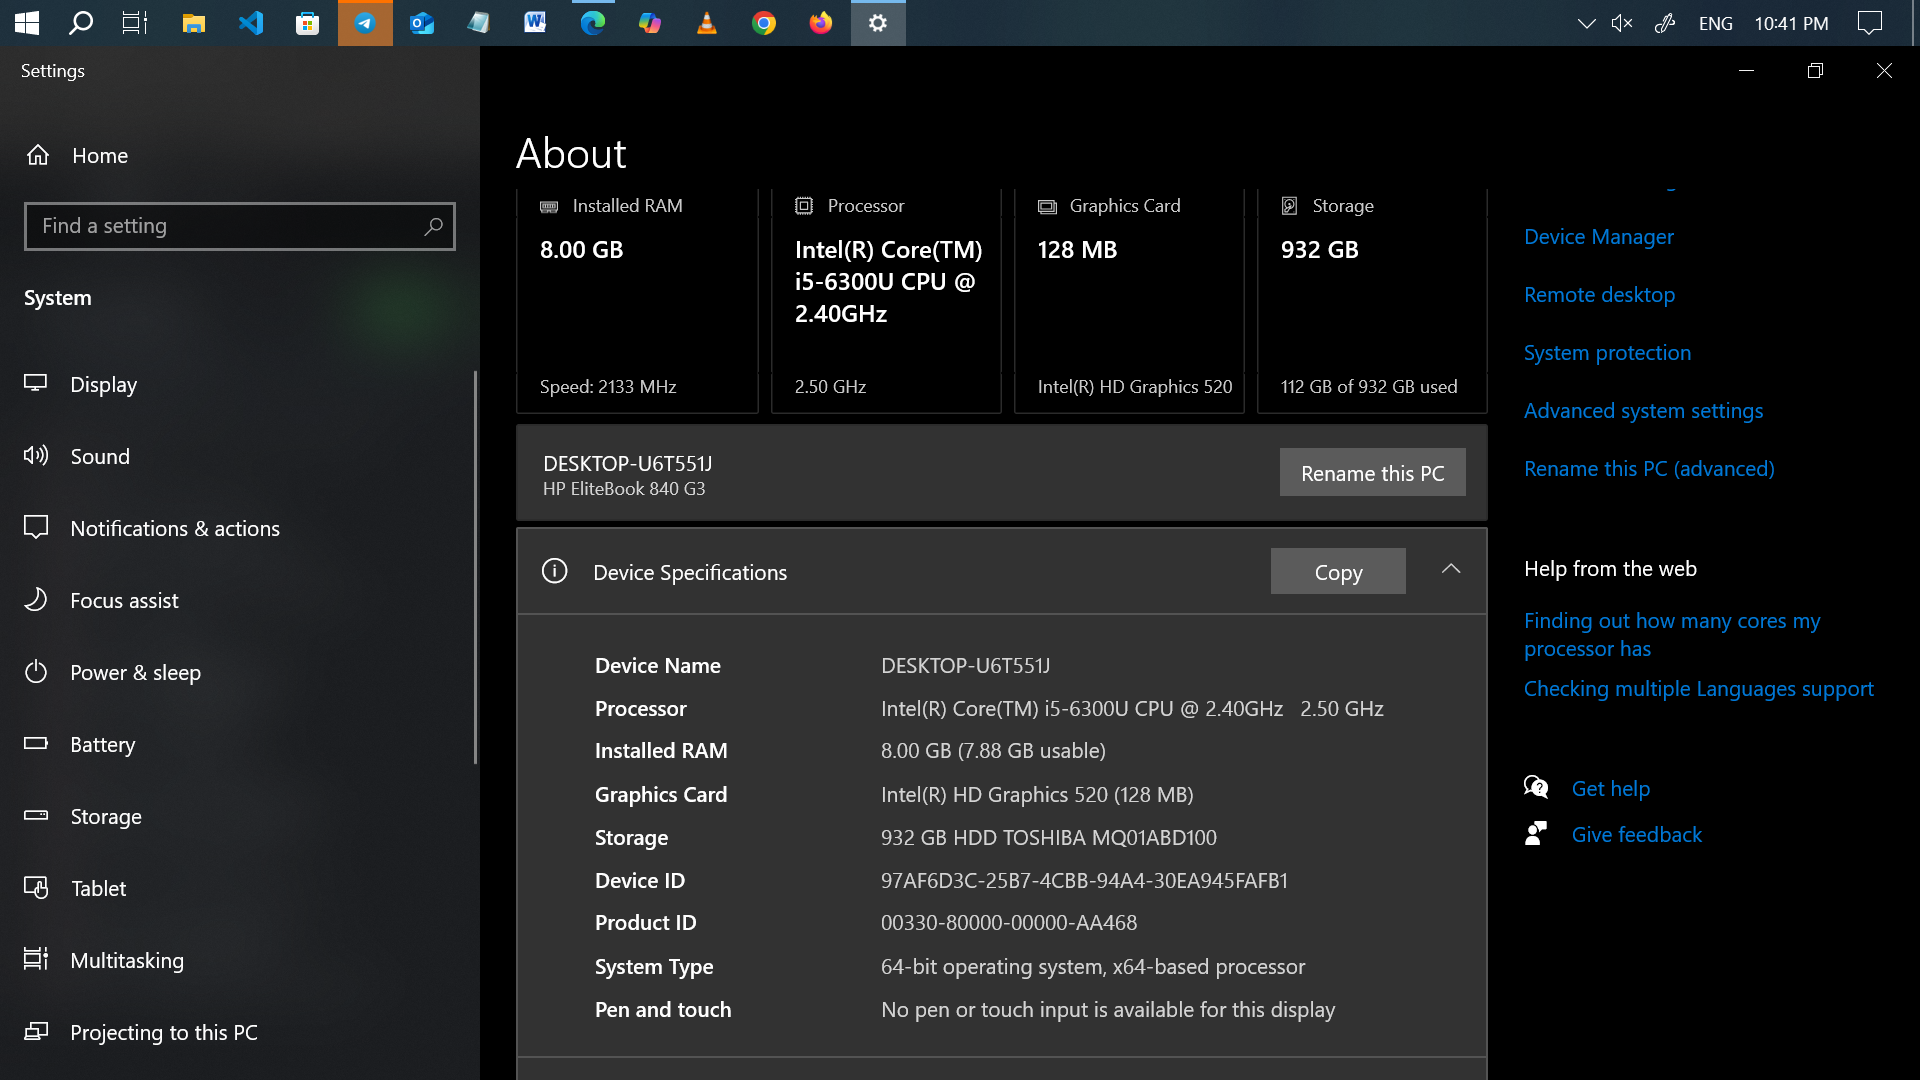 ENG 10:41 PM
Settings
Home
Find a setting
System
Display
Sound
Notifications & actions
Focus assist
Power & sleep
Battery
Storage
Tablet
Multitasking
Projecting to this PC
About
Installed RAM
8.00 GB
Speed: 2133 MHz
Processor
Intel(R) Core(TM)
i5-6300U CPU @
2.40GHz
2.50 GHz
Graphics Card
128 MB
Intel(R) HD Graphics 520
Storage
932 GB
112 GB of 932 GB used
DESKTOP-U6T551J
HP EliteBook 840 G3
Rename this PC
Device Specifications
Copy
Device Name DESKTOP-U6T551J
Processor Intel(R) Core(TM) i5-6300U CPU @ 2.40GHz 2.50 GHz
Installed RAM 8.00 GB (7.88 GB usable)
Graphics Card Intel(R) HD Graphics 520 (128 MB)
Storage 932 GB HDD TOSHIBA MQ01ABD100
Device ID 97AF6D3C-25B7-4CBB-94A4-30EA945FAFB1
Product ID 00330-80000-00000-AA468
System Type 64-bit operating system, x64-based processor
Pen and touch No pen or touch input is available for this display
Device Manager
Remote desktop
System protection
Advanced system settings
Rename this PC (advanced)
Help from the web
Finding out how many cores my
processor has
Checking multiple Languages support
Get help
Give feedback